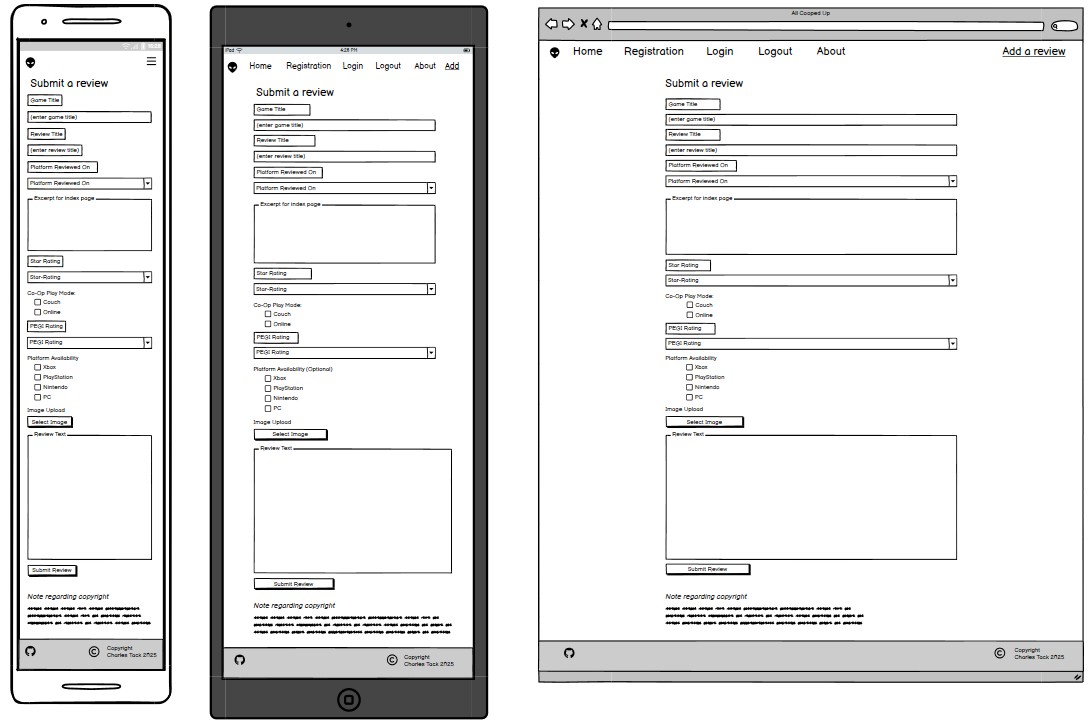 Submit a review
Game Title
(enter game title)
Review Title
(enter review title)
Platform Reviewed On
Platform Reviewed On
Excerpt for index page
Star Rating
Star-Rating
Co-Op Play Mode:
Couch
Online
PEGI Rating
PEGI Rating
Platform Availability
Xbox
PlayStation
Nintendo
PC
Image Upload
Select Image
Review Text
Submit Review
Note regarding copyright
Copyright
Charles Tack 2025
iPad
4:28 PM
Home Registration Login Logout About Add
Submit a review
Game Title
(enter game title)
Review Title
(enter review title)
Platform Reviewed On
Platform Reviewed On
Excerpt for index page
Star Rating
Star-Rating
Co-Op Play Mode:
Couch
Online
PEGI Rating
PEGI Rating
Platform Availability (Optional)
Xbox
PlayStation
Nintendo
PC
Image Upload
Select Image
Review Text
Submit Review
Note regarding copyright
Copyright
Charles Tack 2025
All Cooped Up
Home Registration Login Logout About Add a review
Submit a review
Game Title
(enter game title)
Review Title
(enter review title)
Platform Reviewed On
Platform Reviewed On
Excerpt for index page
Star Rating
Star-Rating
Co-Op Play Mode:
Couch
Online
PEGI Rating
PEGI Rating
Platform Availability
Xbox
PlayStation
Nintendo
PC
Image Upload
Select Image
Review Text
Submit Review
Note regarding copyright
Copyright
Charles Tack 2025